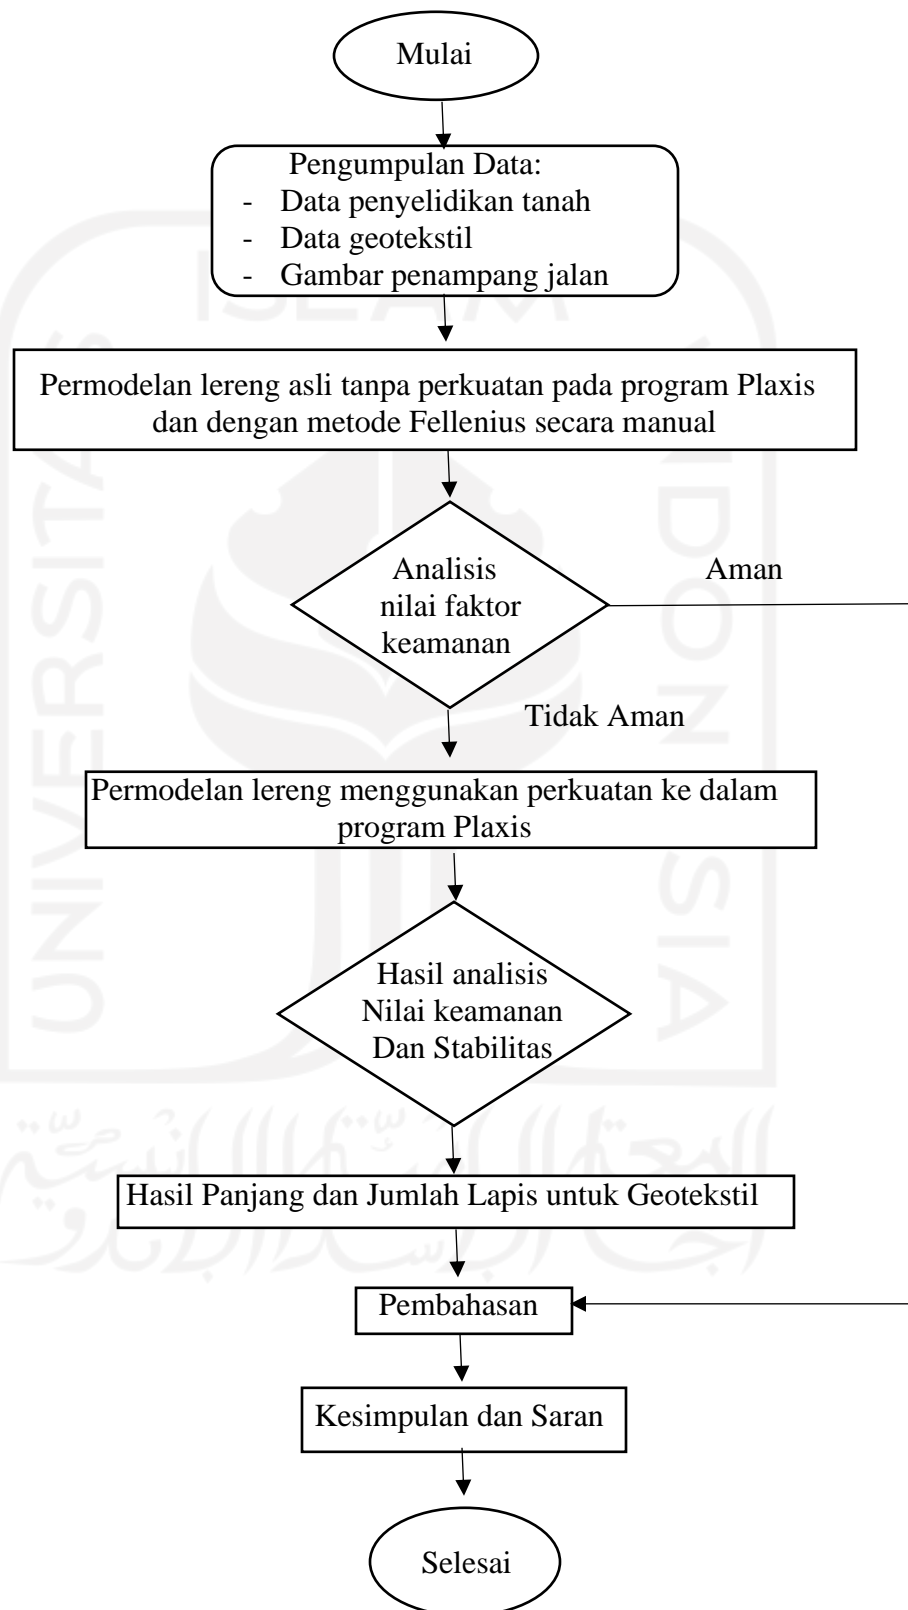 Mulai
Pengumpulan Data:
- Data penyelidikan tanah
- Data geotekstil
- Gambar penampang jalan
Permodelan lereng asli tanpa perkuatan pada program Plaxis
dan dengan metode Fellenius secara manual
Analisis
nilai faktor
keamanan
Aman
Tidak Aman
Permodelan lereng menggunakan perkuatan ke dalam
program Plaxis
Hasil analisis
Nilai keamanan
Dan Stabilitas
Hasil Panjang dan Jumlah Lapis untuk Geotekstil
Pembahasan
Kesimpulan dan Saran
Selesai
UNIVERSITAS
ISLAM
INDONESIA